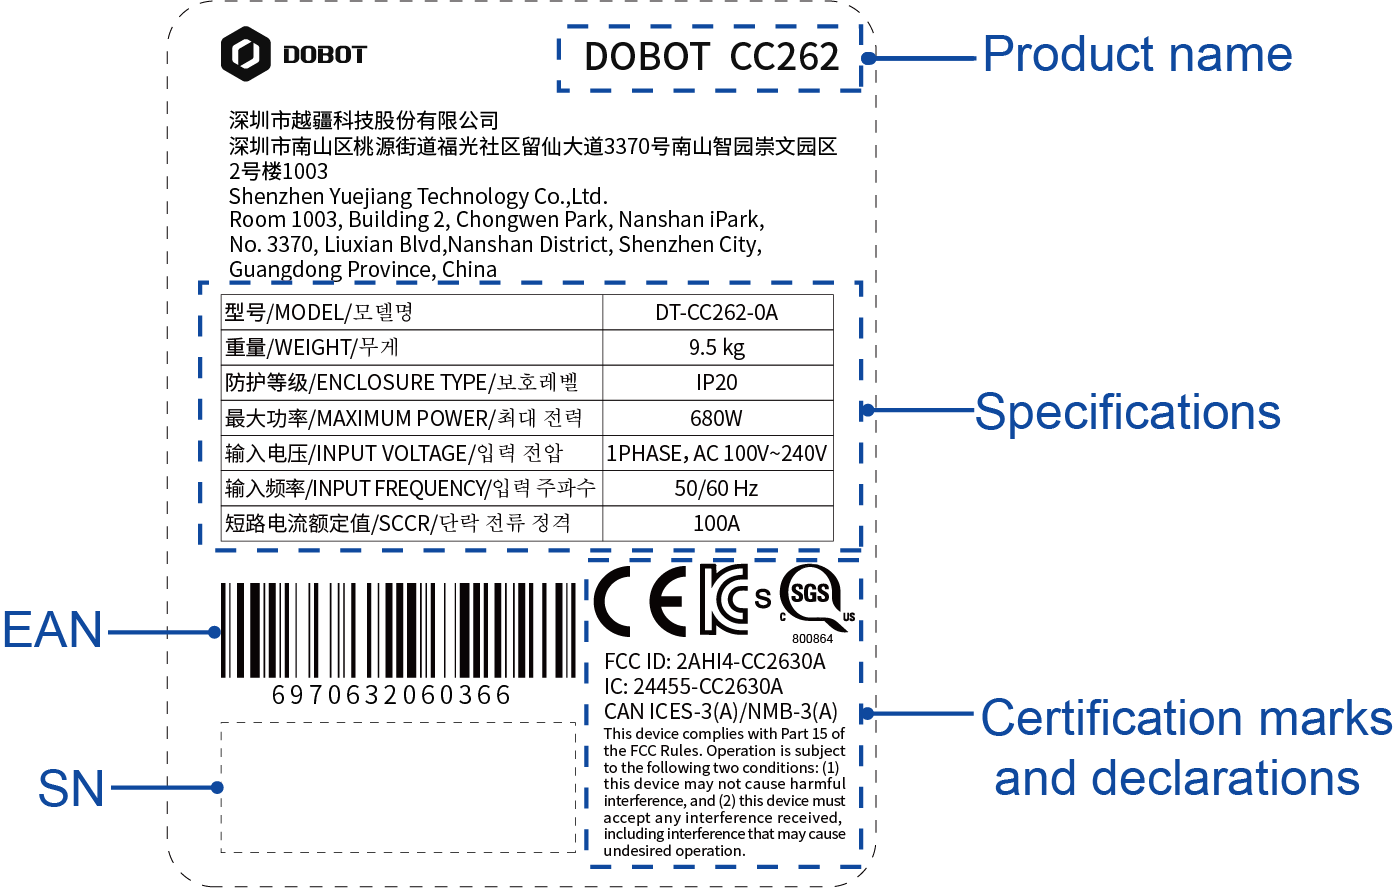 DOBOT
DOBOT CC262
Product name
深圳市越疆科技股份有限公司
深圳市南山区桃源街道福光社区留仙大道3370号南山智园崇文园区
2号楼1003
Shenzhen Yuejiang Technology Co.,Ltd.
Room 1003, Building 2, Chongwen Park, Nanshan iPark,
No. 3370, Liuxian Blvd,Nanshan District, Shenzhen City,
Guangdong Province, China
型号/MODEL/모델명 DT-CC262-0A
重量/WEIGHT/무게 9.5 kg
防护等级/ENCLOSURE TYPE/보호레벨 IP20
最大功率/MAXIMUM POWER/최대 전력 680W
输入电压/INPUT VOLTAGE/입력 전압 1PHASE，AC 100V~240V
输入频率/INPUT FREQUENCY/입력 주파수 50/60 Hz
短路电流额定值/SCCR/단락 전류 정격 100A
Specifications
EAN
6970632060366
SN
CE KC S SGS
C US
800864
FCC ID: 2AHI4-CC2630A
IC: 24455-CC2630A
CAN ICES-3(A)/NMB-3(A)
This device complies with Part 15 of
the FCC Rules. Operation is subject
to the following two conditions: (1)
this device may not cause harmful
interference, and (2) this device must
accept any interference received,
including interference that may cause
undesired operation.
Certification marks
and declarations